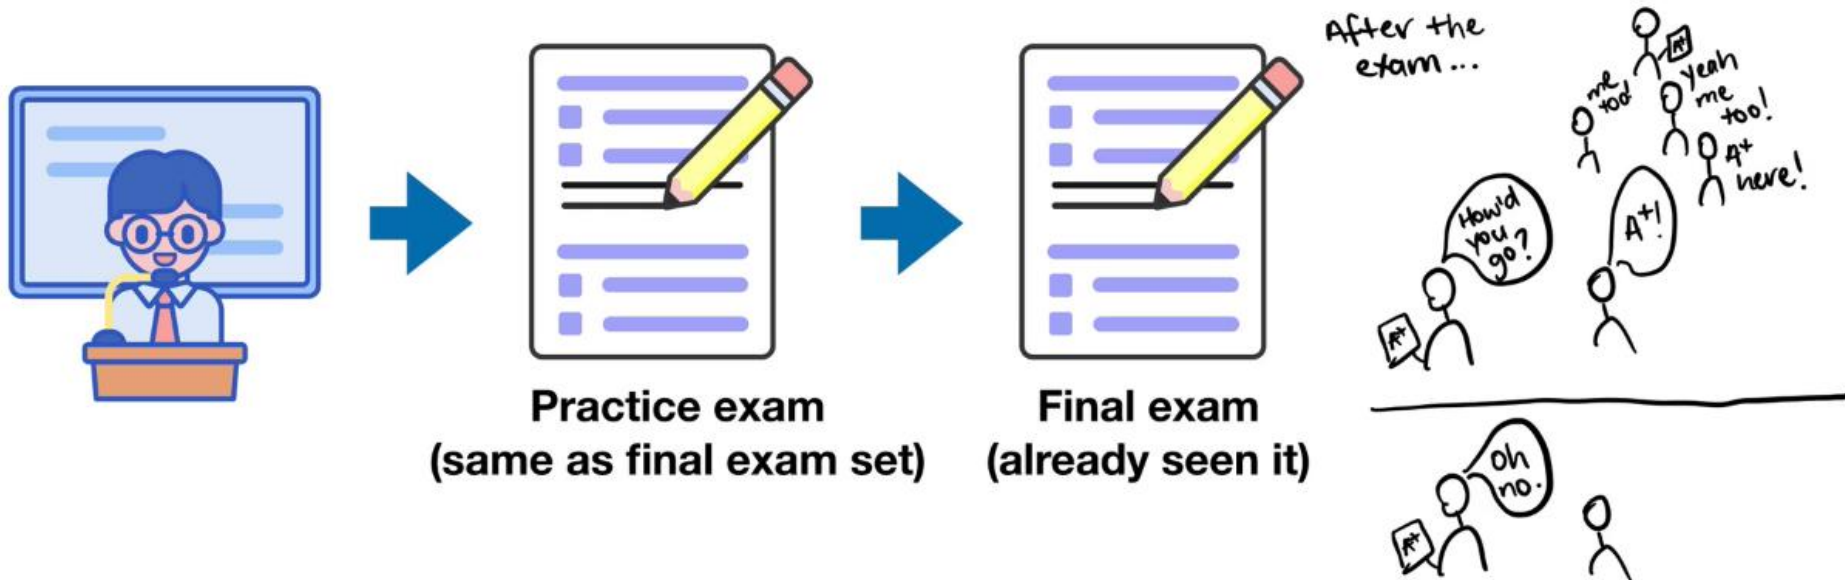 Practice exam
(same as final exam set)
Final exam
(already seen it)
After the
exam...
A+
me
too!
yeah
me
too!
A+
here!
How'd
you
go?
A+!
A+
oh
no.
A+